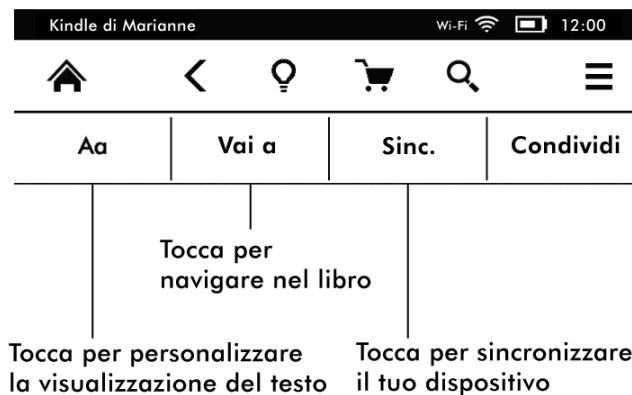 Kindle di Marianne Wi-Fi 12:00
Aa Vai a Sinc. Condividi
Tocca per
navigare nel libro
Tocca per personalizzare
la visualizzazione del testo
Tocca per sincronizzare
il tuo dispositivo